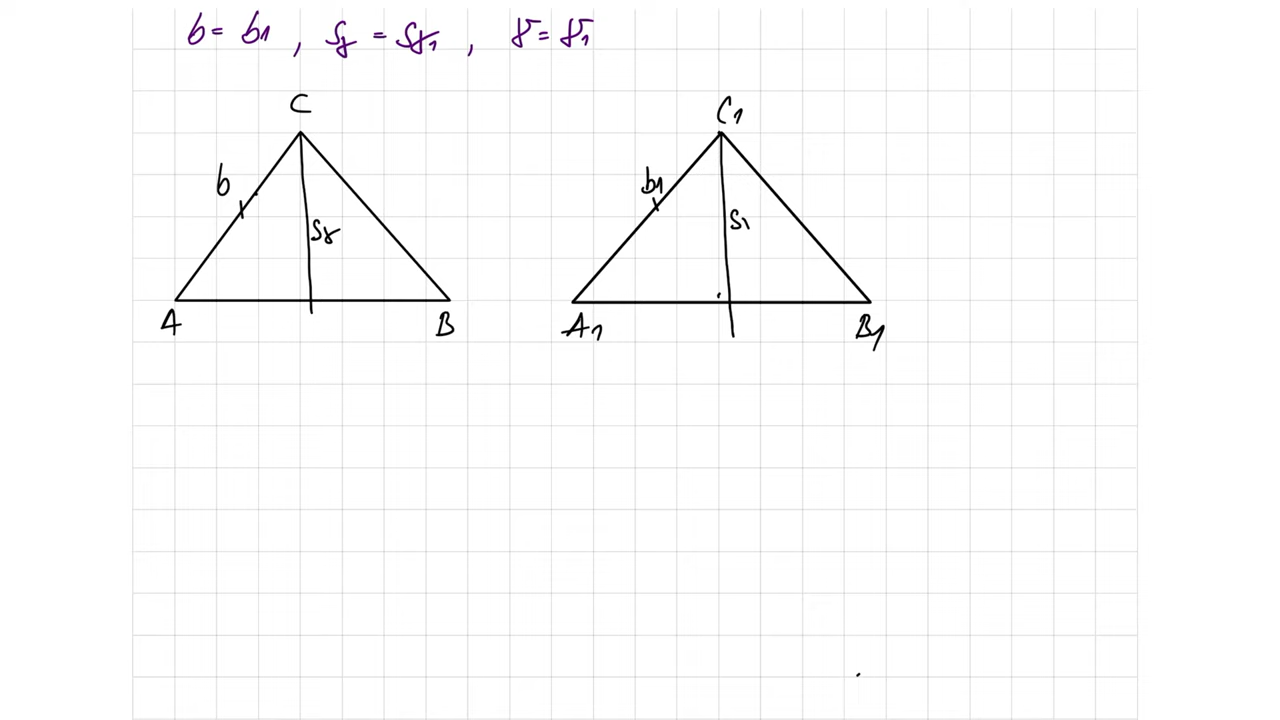 b = b₁ , Sγ = Sγ₁ , γ = γ₁
C C₁
b b₁
Sγ S₁
A B A₁ B₁